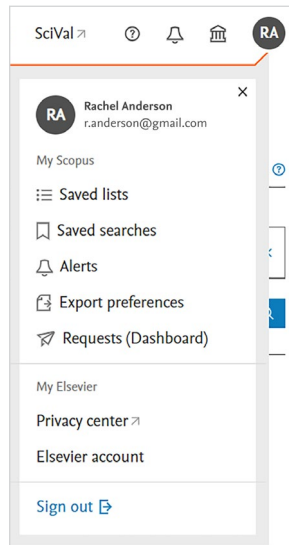 SciVal
RA
RA
Rachel Anderson
r.anderson@gmail.com
My Scopus
Saved lists
Saved searches
Alerts
Export preferences
Requests (Dashboard)
My Elsevier
Privacy center
Elsevier account
Sign out